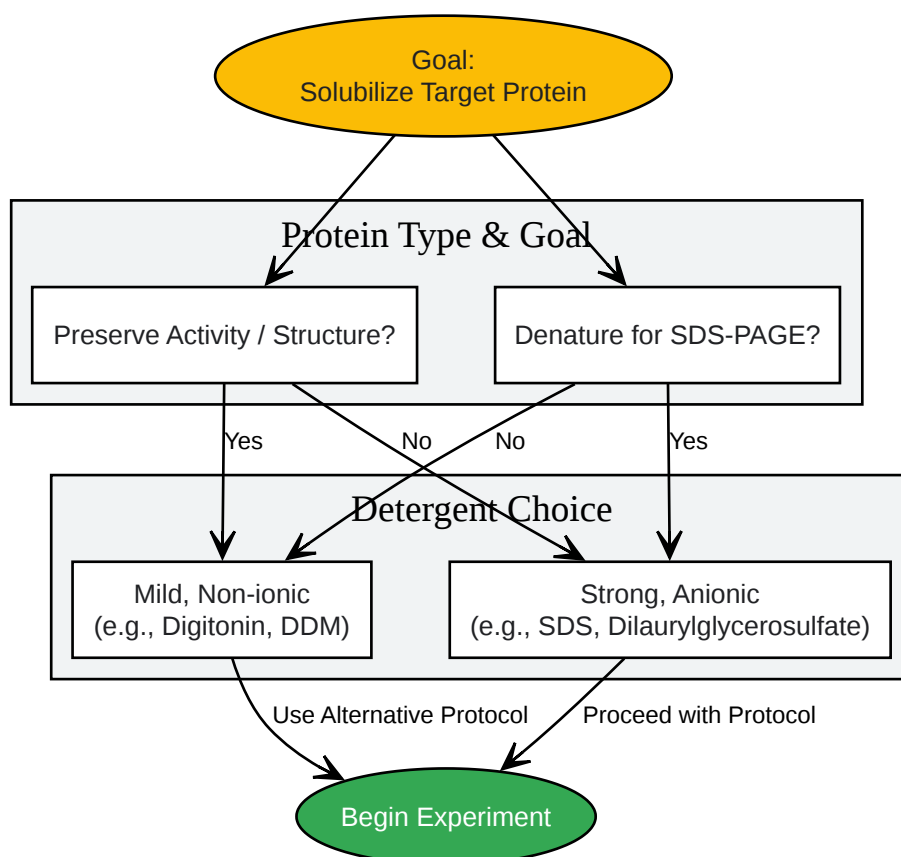 Goal:
Solubilize Target Protein
Protein Type & Goal
Preserve Activity / Structure?
Denature for SDS-PAGE?
Yes
No
No
Yes
Detergent Choice
Mild, Non-ionic
(e.g., Digitonin, DDM)
Strong, Anionic
(e.g., SDS, Dilaurylglycerosulfate)
Use Alternative Protocol
Proceed with Protocol
Begin Experiment